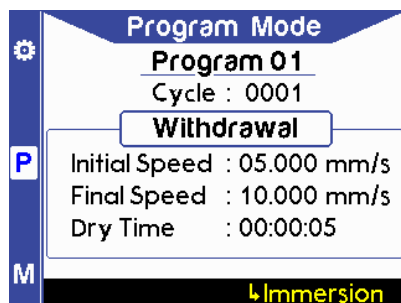 Program Mode
Program 01
Cycle : 0001
Withdrawal
P
Initial Speed : 05.000 mm/s
Final Speed : 10.000 mm/s
Dry Time : 00:00:05
M
↳Immersion